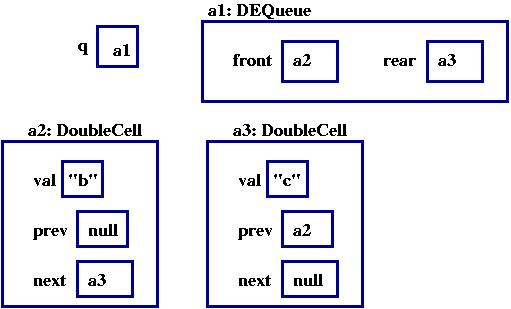 a1: DEQueue
q a1
front a2 rear a3
a2: DoubleCell a3: DoubleCell
val "b" val "c"
prev null prev a2
next a3 next null